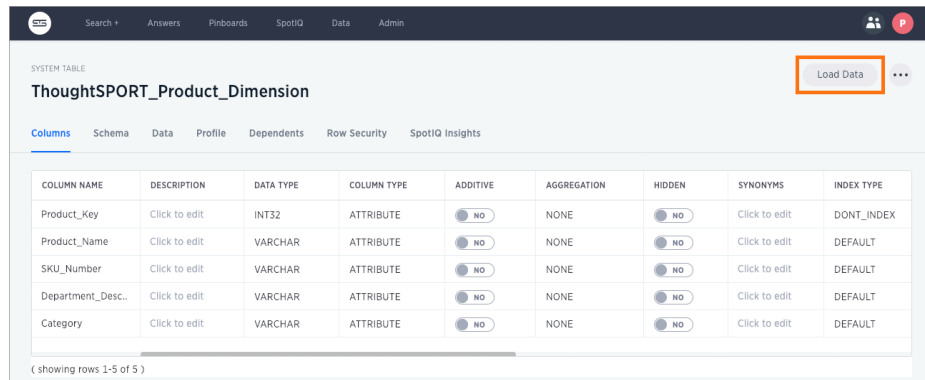 STS Search + Answers Pinboards SpotIQ Data Admin P
SYSTEM TABLE
Load Data ...
ThoughtSPORT_Product_Dimension
Columns Schema Data Profile Dependents Row Security SpotIQ Insights
COLUMN NAME DESCRIPTION DATA TYPE COLUMN TYPE ADDITIVE AGGREGATION HIDDEN SYNONYMS INDEX TYPE
Product_Key Click to edit INT32 ATTRIBUTE NO NONE NO Click to edit DONT_INDEX
Product_Name Click to edit VARCHAR ATTRIBUTE NO NONE NO Click to edit DEFAULT
SKU_Number Click to edit VARCHAR ATTRIBUTE NO NONE NO Click to edit DEFAULT
Department_Desc.. Click to edit VARCHAR ATTRIBUTE NO NONE NO Click to edit DEFAULT
Category Click to edit VARCHAR ATTRIBUTE NO NONE NO Click to edit DEFAULT
( showing rows 1-5 of 5 )